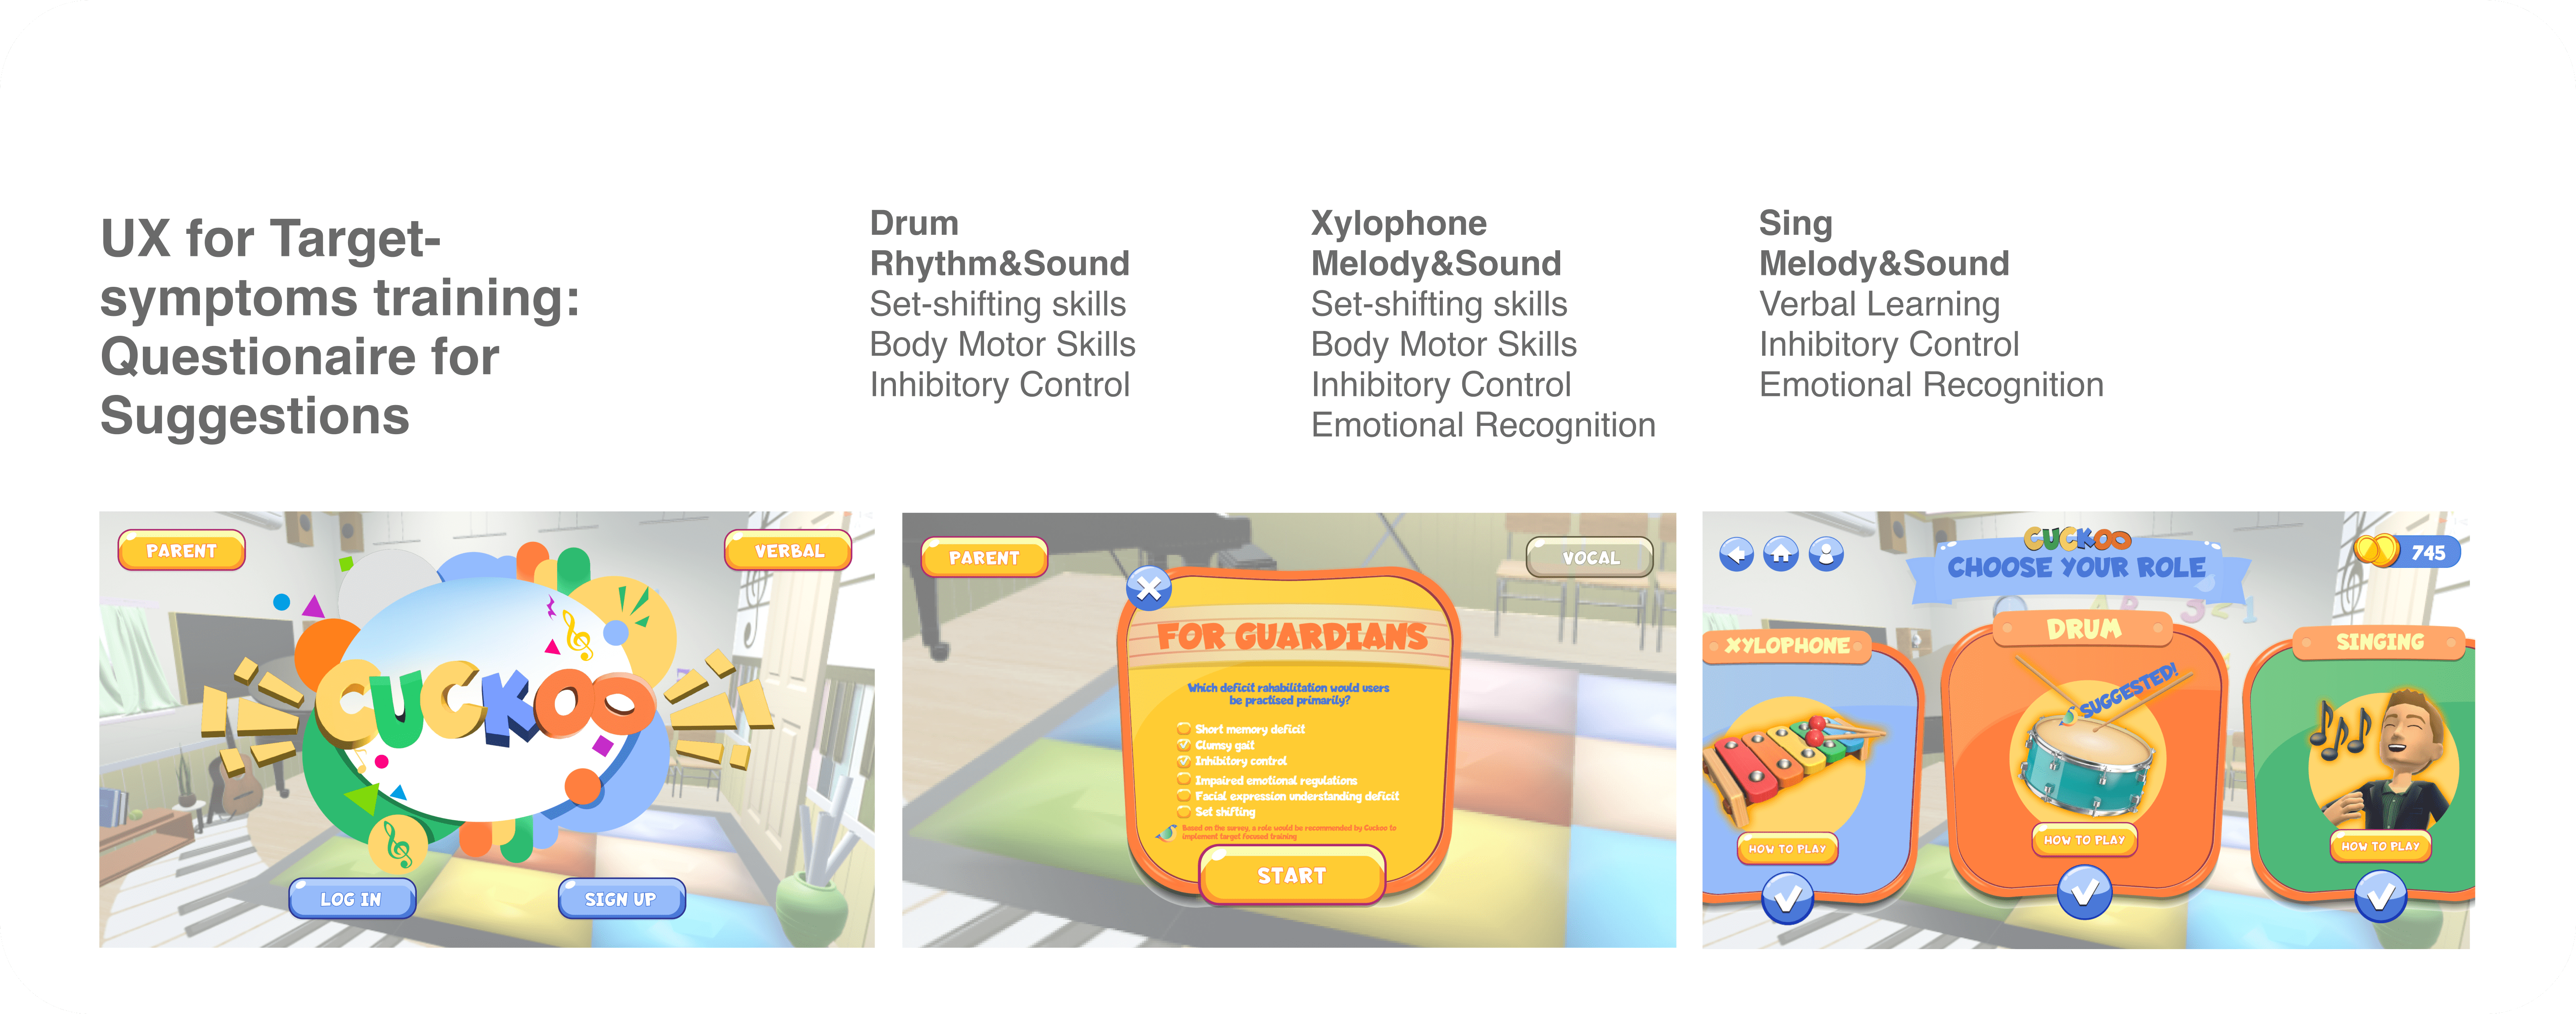 UX for Target-
symptoms training:
Questionaire for
Suggestions
Drum
Rhythm&Sound
Set-shifting skills
Body Motor Skills
Inhibitory Control
Xylophone
Melody&Sound
Set-shifting skills
Body Motor Skills
Inhibitory Control
Emotional Recognition
Sing
Melody&Sound
Verbal Learning
Inhibitory Control
Emotional Recognition
PARENT
VERBAL
CUCKOO
LOG IN
SIGN UP
PARENT
VOCAL
FOR GUARDIANS
Which deficit rahabilitation would users
be practised primarily?
Short memory deficit
Clumsy gait
Inhibitory control
Impaired emotional regulations
Facial expression understanding deficit
Set shifting
Based on the survey, a role would be recommended by Cuckoo to
implement target focused training
START
CUCKOO
CHOOSE YOUR ROLE
745
XYLOPHONE
HOW TO PLAY
DRUM
SUGGESTED!
HOW TO PLAY
SINGING
HOW TO PLAY